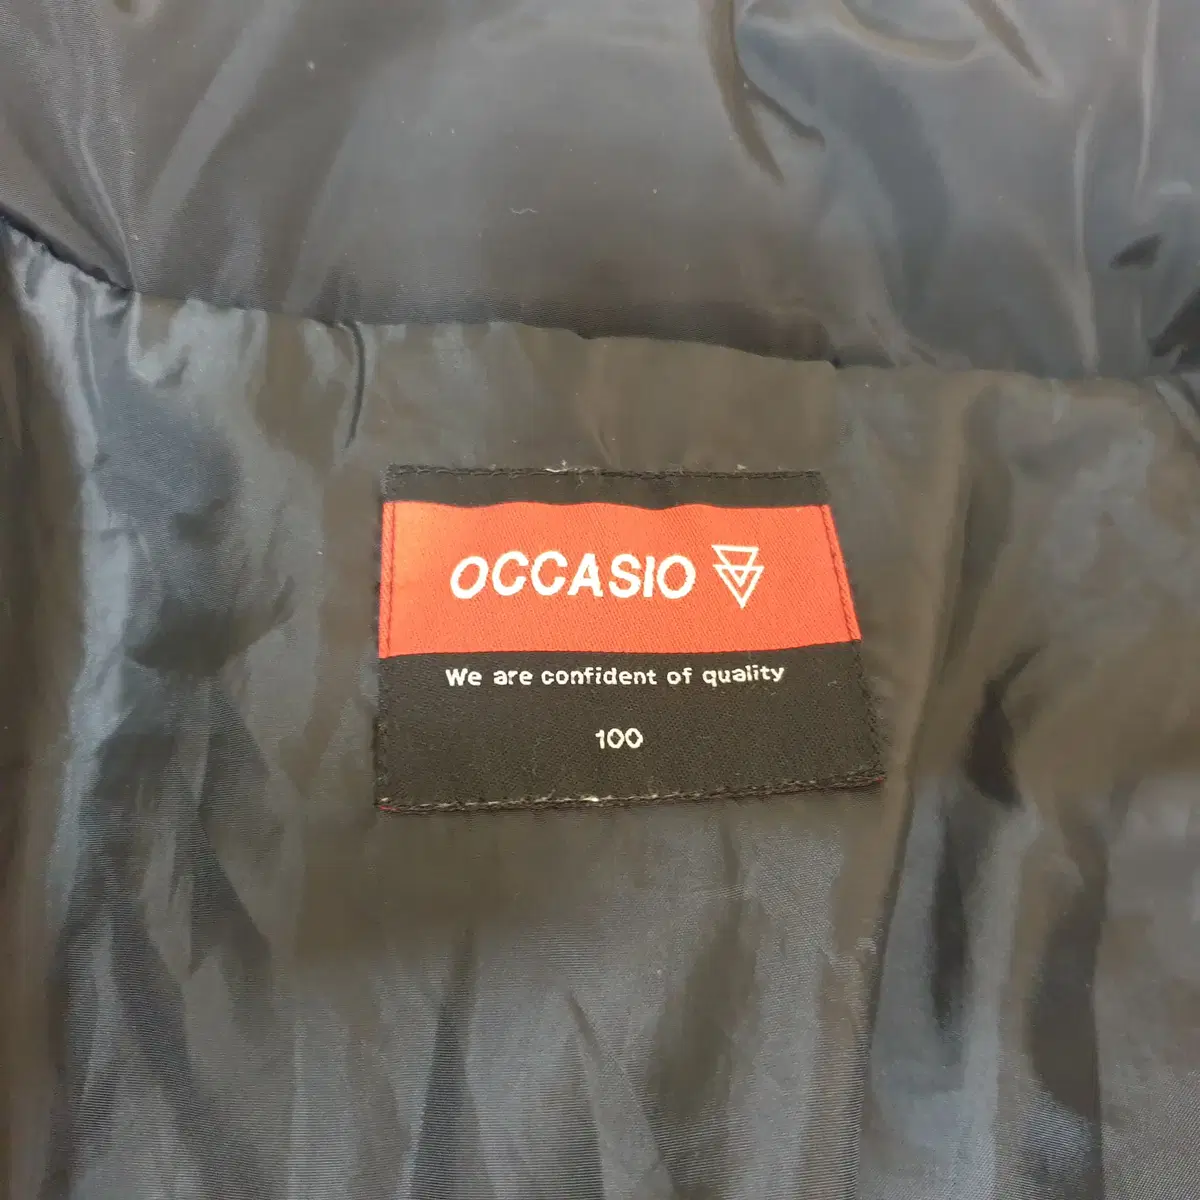 OCCASIO
We are confident of quality
100